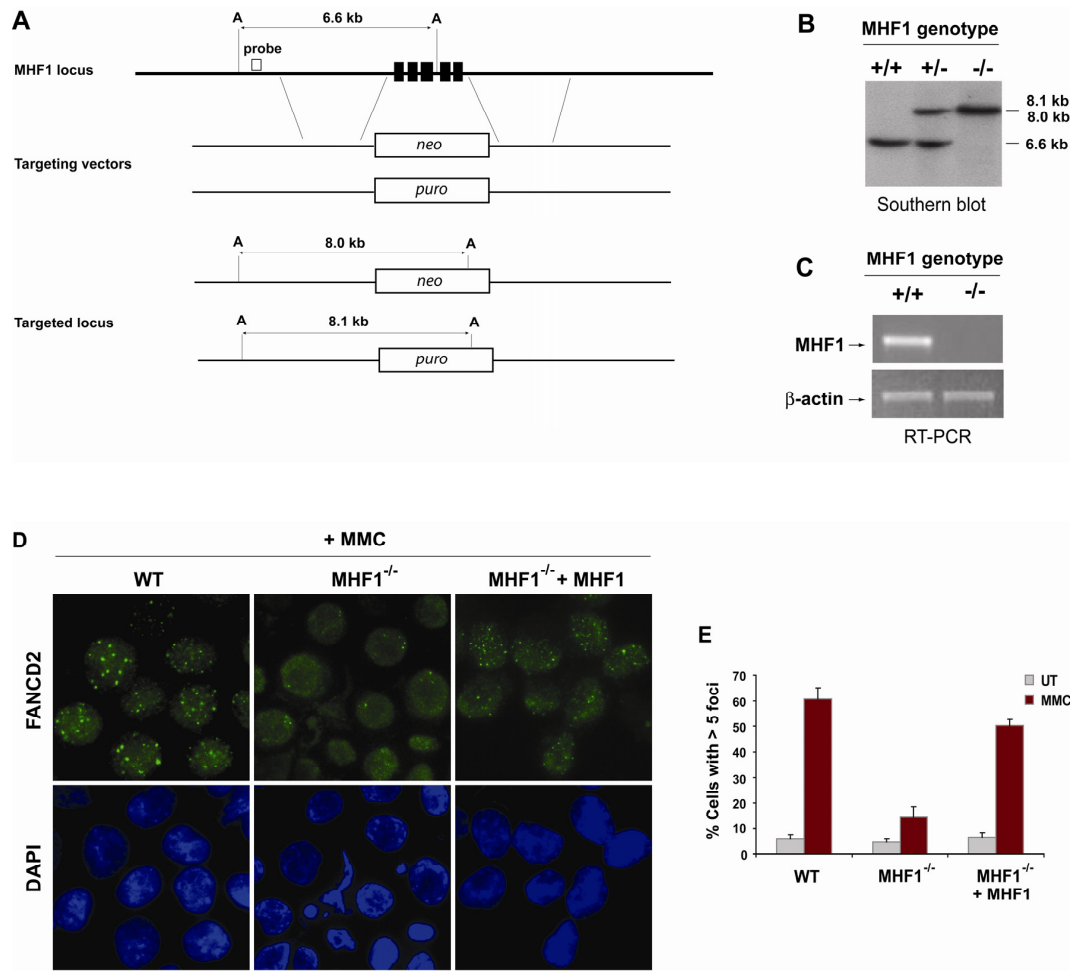 A
A 6.6 kb A
probe
MHF1 locus
neo
Targeting vectors
puro
A 8.0 kb A
neo
Targeted locus
A 8.1 kb A
puro
B
MHF1 genotype
+/+ +/- -/-
8.1 kb
8.0 kb
6.6 kb
Southern blot
C
MHF1 genotype
+/+ -/-
MHF1
β-actin
RT-PCR
D
+ MMC
WT MHF1-/- MHF1-/- + MHF1
FANCD2
DAPI
E
% Cells with > 5 foci
70
60
50
40
30
20
10
0
UT
MMC
WT MHF1-/- MHF1-/-
+ MHF1